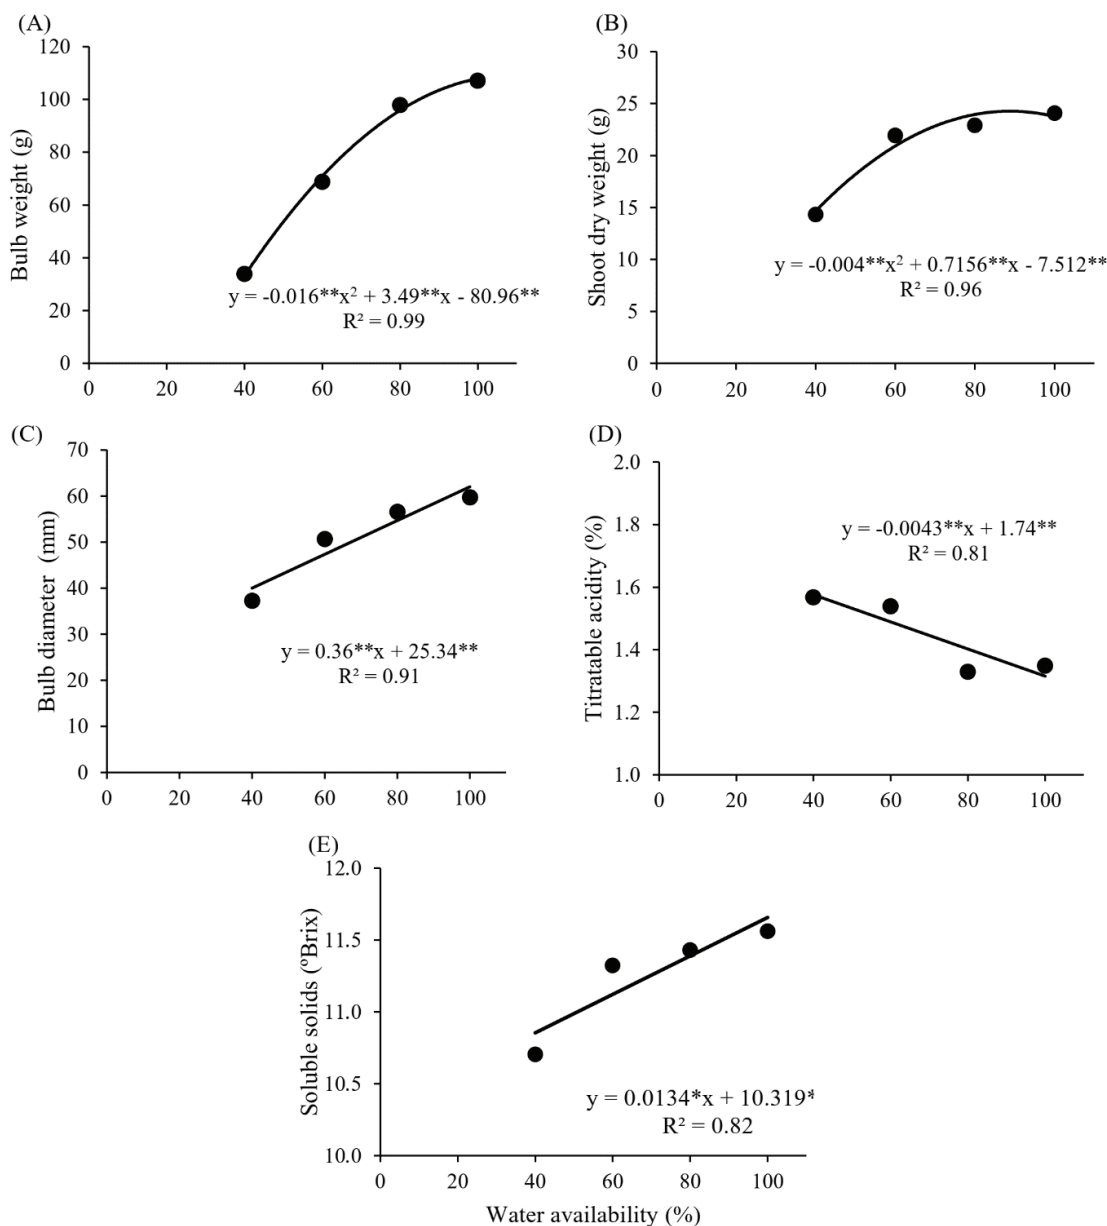 (A)
120
100
80
60
40
20
0
Bulb weight (g)
y = -0.016**x² + 3.49**x - 80.96**
R² = 0.99
0 20 40 60 80 100
(B)
30
25
20
15
10
5
0
Shoot dry weight (g)
y = -0.004**x² + 0.7156**x - 7.512**
R² = 0.96
0 20 40 60 80 100
(C)
70
60
50
40
30
20
10
0
Bulb diameter (mm)
y = 0.36**x + 25.34**
R² = 0.91
0 20 40 60 80 100
(D)
2.0
1.8
1.6
1.4
1.2
1.0
Titratable acidity (%)
y = -0.0043**x + 1.74**
R² = 0.81
0 20 40 60 80 100
(E)
12.0
11.5
11.0
10.5
10.0
Soluble solids (ºBrix)
y = 0.0134*x + 10.319*
R² = 0.82
0 20 40 60 80 100
Water availability (%)